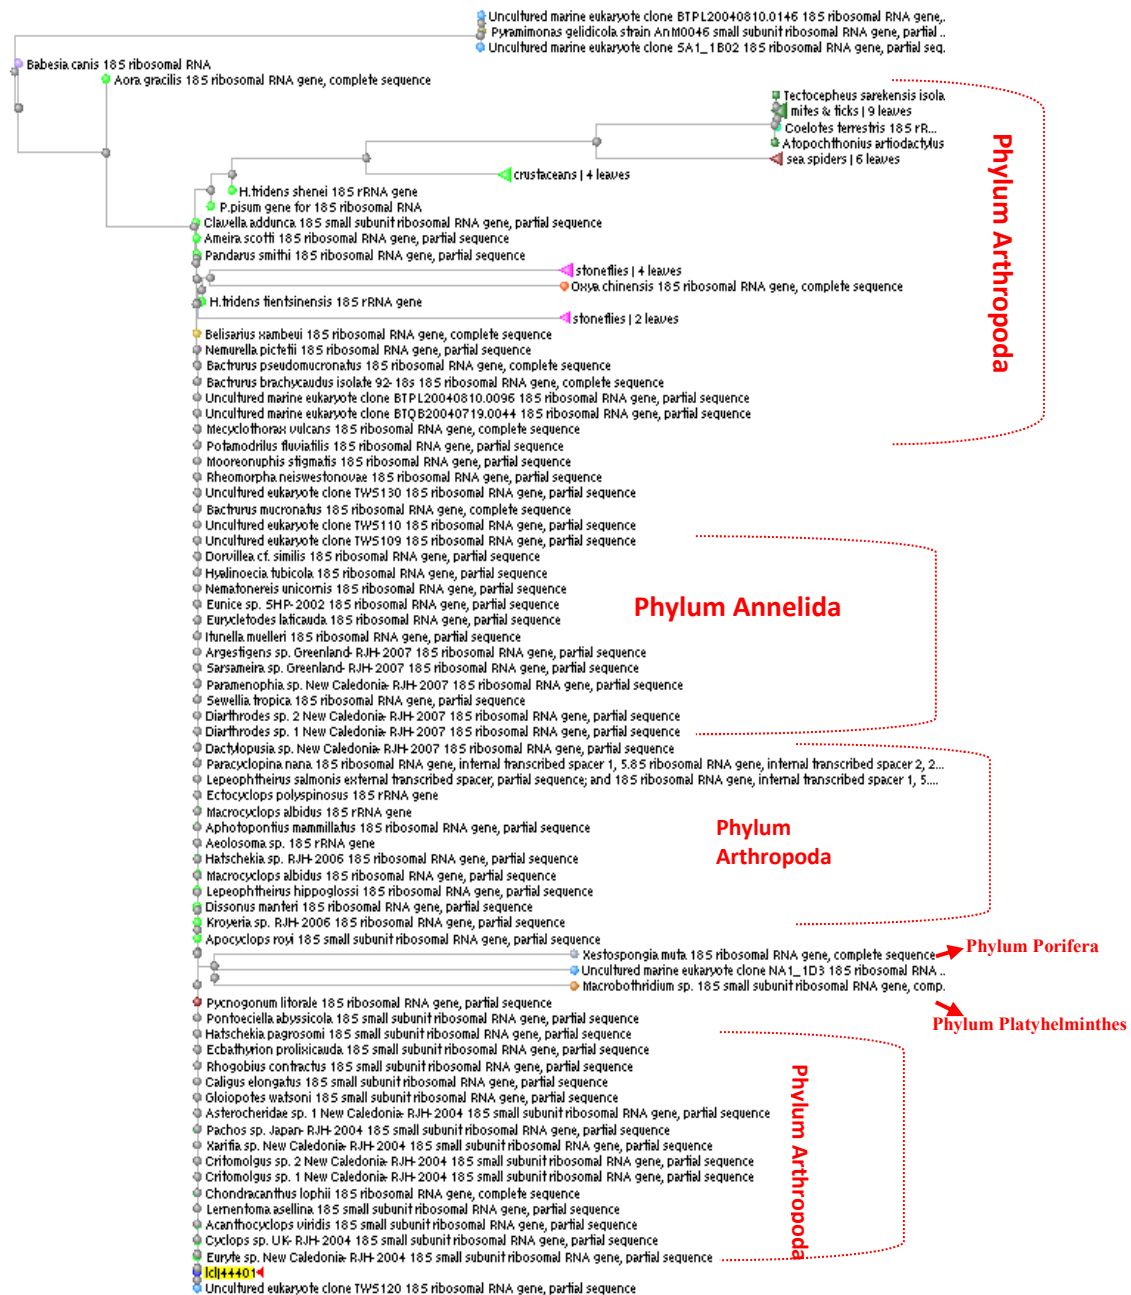 Uncultured marine eukaryote clone BTPL20040810.0146 18S ribosomal RNA gene,..
Pyramimonas gelidicola strain AnM0046 small subunit ribosomal RNA gene, partial ..
Uncultured marine eukaryote clone SA1_1B02 18S ribosomal RNA gene, partial seq.
Babesia canis 18S ribosomal RNA
Aora gracilis 18S ribosomal RNA gene, complete sequence
Tectocepheus sarekensis isola
mites & ticks | 9 leaves
Coelotes terrestris 18S rR...
Atopochthonius artiodactylus
sea spiders | 6 leaves
Phylum Arthropoda
crustaceans | 4 leaves
H.tridens shenei 18S rRNA gene
P.pisum gene for 18S ribosomal RNA
Clavella adunca 18S small subunit ribosomal RNA gene, partial sequence
Ameira scotti 18S ribosomal RNA gene, partial sequence
Pandarus smithi 18S ribosomal RNA gene, partial sequence
stoneflies | 4 leaves
Oxya chinensis 18S ribosomal RNA gene, complete sequence
H.tridens tientsinensis 18S rRNA gene
stoneflies | 2 leaves
Belisarius xambeui 18S ribosomal RNA gene, complete sequence
Nemurella pictetii 18S ribosomal RNA gene, partial sequence
Bactrurus pseudomucronatus 18S ribosomal RNA gene, complete sequence
Bactrurus brachycaudus isolate 92-18s 18S ribosomal RNA gene, complete sequence
Uncultured marine eukaryote clone BTPL20040810.0096 18S ribosomal RNA gene, partial sequence
Uncultured marine eukaryote clone BTQB20040719.0044 18S ribosomal RNA gene, partial sequence
Mecyclothorax vulcans 18S ribosomal RNA gene, complete sequence
Potamodrilus fluviatilis 18S ribosomal RNA gene, partial sequence
Mooreonuphis stigmatis 18S ribosomal RNA gene, partial sequence
Rheomorpha neiswestonovae 18S ribosomal RNA gene, partial sequence
Uncultured eukaryote clone TWS130 18S ribosomal RNA gene, partial sequence
Bactrurus mucronatus 18S ribosomal RNA gene, complete sequence
Uncultured eukaryote clone TWS110 18S ribosomal RNA gene, partial sequence
Uncultured eukaryote clone TWS109 18S ribosomal RNA gene, partial sequence
Dorvillea cf. similis 18S ribosomal RNA gene, partial sequence
Hyalinoecia tubicola 18S ribosomal RNA gene, partial sequence
Nematonereis unicornis 18S ribosomal RNA gene, partial sequence
Eunice sp. SHP-2002 18S ribosomal RNA gene, partial sequence
Phylum Annelida
Eurycletodes laticauda 18S ribosomal RNA gene, partial sequence
Itunella muelleri 18S ribosomal RNA gene, partial sequence
Argestigens sp. Greenland-RJH-2007 18S ribosomal RNA gene, partial sequence
Sarsameira sp. Greenland-RJH-2007 18S ribosomal RNA gene, partial sequence
Paramenophia sp. New Caledonia-RJH-2007 18S ribosomal RNA gene, partial sequence
Sewellia tropica 18S ribosomal RNA gene, partial sequence
Diarthrodes sp. 2 New Caledonia-RJH-2007 18S ribosomal RNA gene, partial sequence
Diarthrodes sp. 1 New Caledonia-RJH-2007 18S ribosomal RNA gene, partial sequence
Dactylopusia sp. New Caledonia-RJH-2007 18S ribosomal RNA gene, partial sequence
Paracyclopina nana 18S ribosomal RNA gene, internal transcribed spacer 1, 5.8S ribosomal RNA gene, internal transcribed spacer 2, 2...
Lepeophtheirus salmonis external transcribed spacer, partial sequence; and 18S ribosomal RNA gene, internal transcribed spacer 1, 5....
Ectocyclops polyspinosus 18S rRNA gene
Macrocyclops albidus 18S rRNA gene
Aphotopontius mammillatus 18S ribosomal RNA gene, partial sequence
Phylum
Arthropoda
Aeolosoma sp. 18S rRNA gene
Hatschekia sp. RJH-2006 18S ribosomal RNA gene, partial sequence
Macrocyclops albidus 18S ribosomal RNA gene, partial sequence
Lepeophtheirus hippoglossi 18S ribosomal RNA gene, partial sequence
Dissonus manteri 18S ribosomal RNA gene, partial sequence
Kroyeria sp. RJH-2006 18S ribosomal RNA gene, partial sequence
Apocyclops royi 18S small subunit ribosomal RNA gene, partial sequence
Xestospongia muta 18S ribosomal RNA gene, complete sequence
Phylum Porifera
Uncultured marine eukaryote clone NA1_1D3 18S ribosomal RNA ..
Macrobothridium sp. 18S small subunit ribosomal RNA gene, comp.
Phylum Platyhelminthes
Pycnogonum litorale 18S ribosomal RNA gene, partial sequence
Pontoeciella abyssicola 18S small subunit ribosomal RNA gene, partial sequence
Hatschekia pagrosomi 18S small subunit ribosomal RNA gene, partial sequence
Ecbathyrion prolixicauda 18S small subunit ribosomal RNA gene, partial sequence
Rhogobius contractus 18S small subunit ribosomal RNA gene, partial sequence
Caligus elongatus 18S small subunit ribosomal RNA gene, partial sequence
Gloiopotes watsoni 18S small subunit ribosomal RNA gene, partial sequence
Asterocheridae sp. 1 New Caledonia-RJH-2004 18S small subunit ribosomal RNA gene, partial sequence
Pachos sp. Japan-RJH-2004 18S small subunit ribosomal RNA gene, partial sequence
Xarifia sp. New Caledonia-RJH-2004 18S small subunit ribosomal RNA gene, partial sequence
Critomolgus sp. 2 New Caledonia-RJH-2004 18S small subunit ribosomal RNA gene, partial sequence
Critomolgus sp. 1 New Caledonia-RJH-2004 18S small subunit ribosomal RNA gene, partial sequence
Phylum Arthropoda
Chondracanthus lophii 18S ribosomal RNA gene, complete sequence
Lernentoma asellina 18S small subunit ribosomal RNA gene, partial sequence
Acanthocyclops viridis 18S small subunit ribosomal RNA gene, partial sequence
Cyclops sp. UK-RJH-2004 18S small subunit ribosomal RNA gene, partial sequence
Euryte sp. New Caledonia-RJH-2004 18S small subunit ribosomal RNA gene, partial sequence
lcl|44401
Uncultured eukaryote clone TWS120 18S ribosomal RNA gene, partial sequence